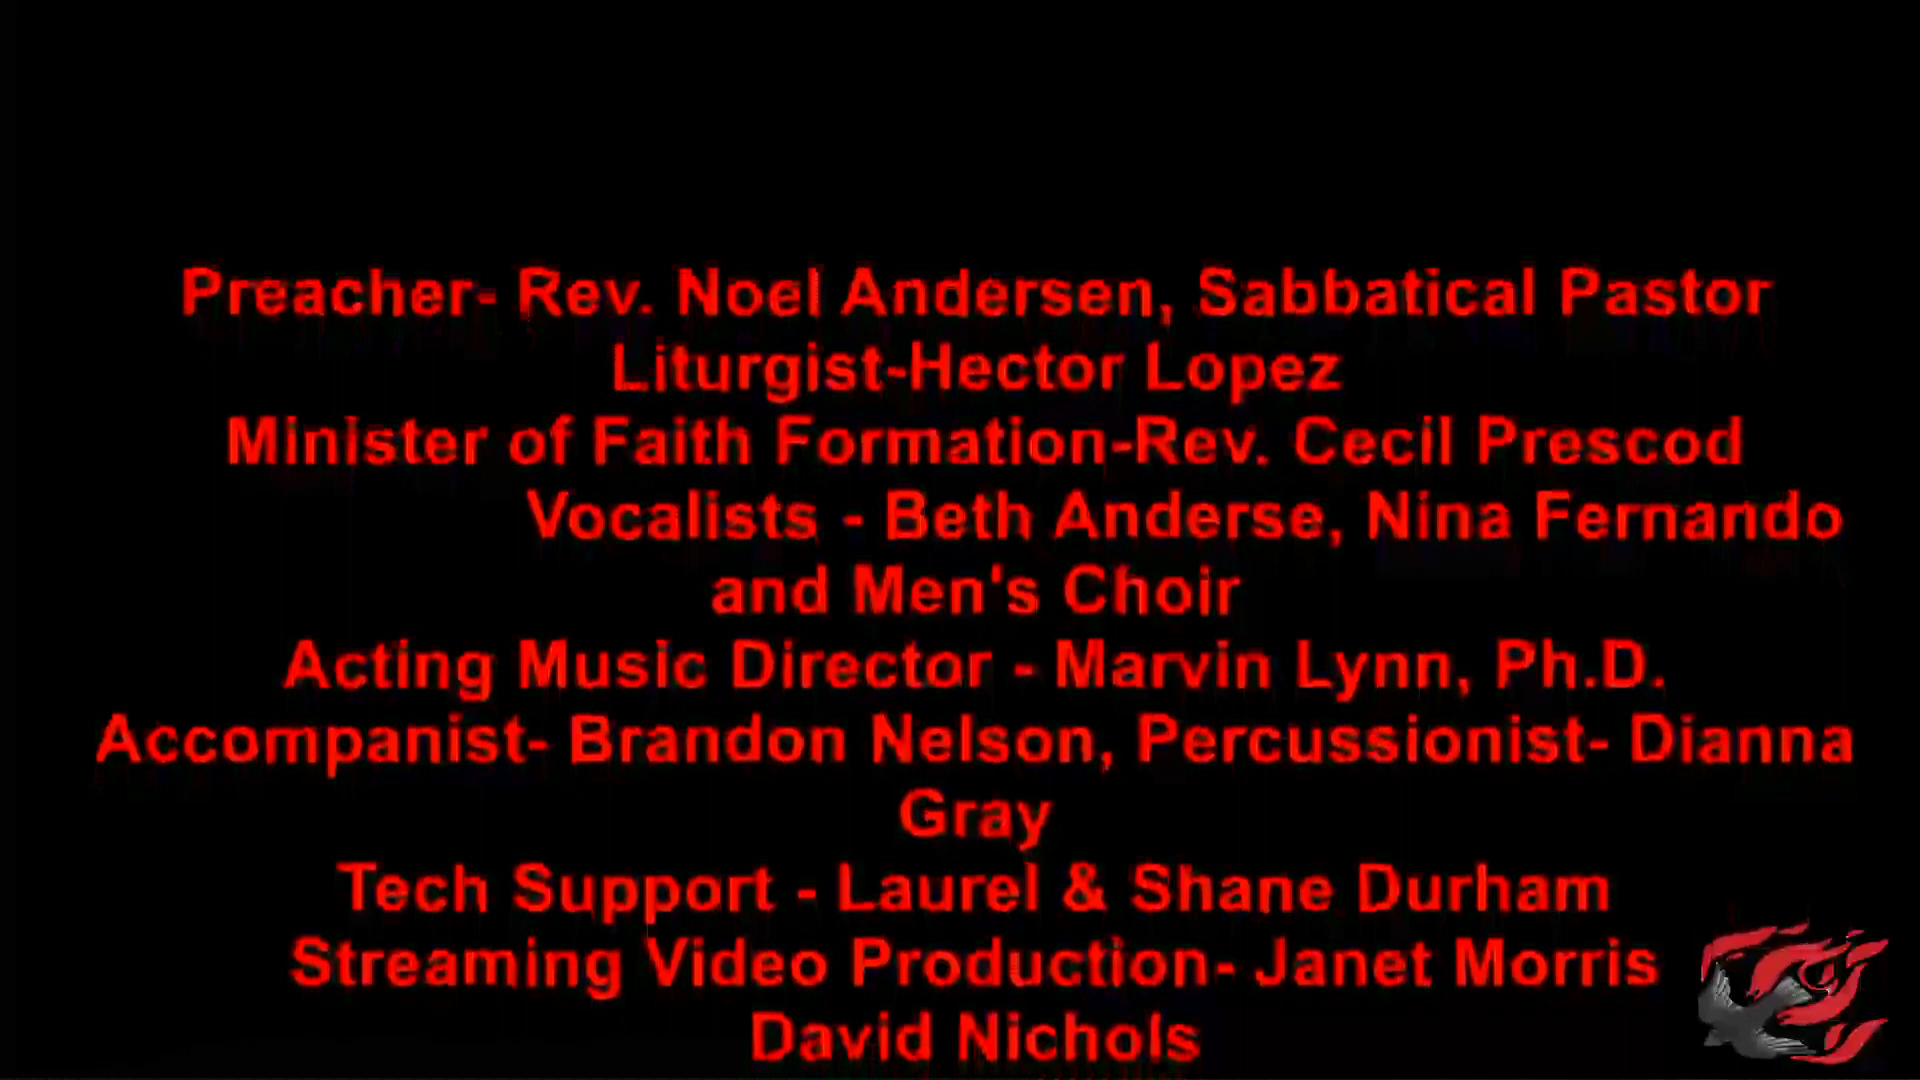 Preacher- Rev. Noel Andersen, Sabbatical Pastor
Liturgist-Hector Lopez
Minister of Faith Formation-Rev. Cecil Prescod
Vocalists - Beth Anderse, Nina Fernando
and Men's Choir
Acting Music Director - Marvin Lynn, Ph.D.
Accompanist- Brandon Nelson, Percussionist- Dianna
Gray
Tech Support - Laurel & Shane Durham
Streaming Video Production- Janet Morris
David Nichols